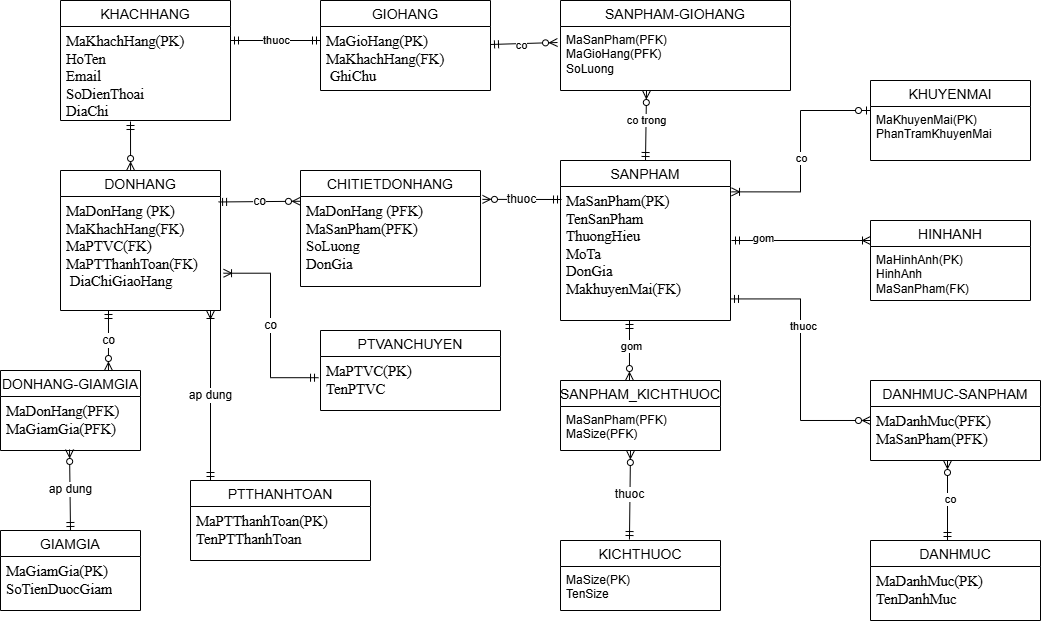 KHACHHANG
MaKhachHang(PK)
HoTen
Email
SoDienThoai
DiaChi
thuoc
GIOHANG
MaGioHang(PK)
MaKhachHang(FK)
GhiChu
co
SANPHAM-GIOHANG
MaSanPham(PFK)
MaGioHang(PFK)
SoLuong
co trong
KHUYENMAI
MaKhuyenMai(PK)
PhanTramKhuyenMai
co
DONHANG
MaDonHang (PK)
MaKhachHang(FK)
MaPTVC(FK)
MaPTThanhToan(FK)
DiaChiGiaoHang
co
CHITIETDONHANG
MaDonHang (PFK)
MaSanPham(PFK)
SoLuong
DonGia
thuoc
SANPHAM
MaSanPham(PK)
TenSanPham
ThuongHieu
MoTa
DonGia
MakhuyenMai(FK)
gom
HINHANH
MaHinhAnh(PK)
HinhAnh
MaSanPham(FK)
co
co
thuoc
gom
PTVANCHUYEN
MaPTVC(PK)
TenPTVC
DONHANG-GIAMGIA
MaDonHang(PFK)
MaGiamGia(PFK)
ap dung
SANPHAM_KICHTHUOC
MaSanPham(PFK)
MaSize(PFK)
DANHMUC-SANPHAM
MaDanhMuc(PFK)
MaSanPham(PFK)
ap dung
thuoc
co
PTTHANHTOAN
MaPTThanhToan(PK)
TenPTThanhToan
GIAMGIA
MaGiamGia(PK)
SoTienDuocGiam
KICHTHUOC
MaSize(PK)
TenSize
DANHMUC
MaDanhMuc(PK)
TenDanhMuc